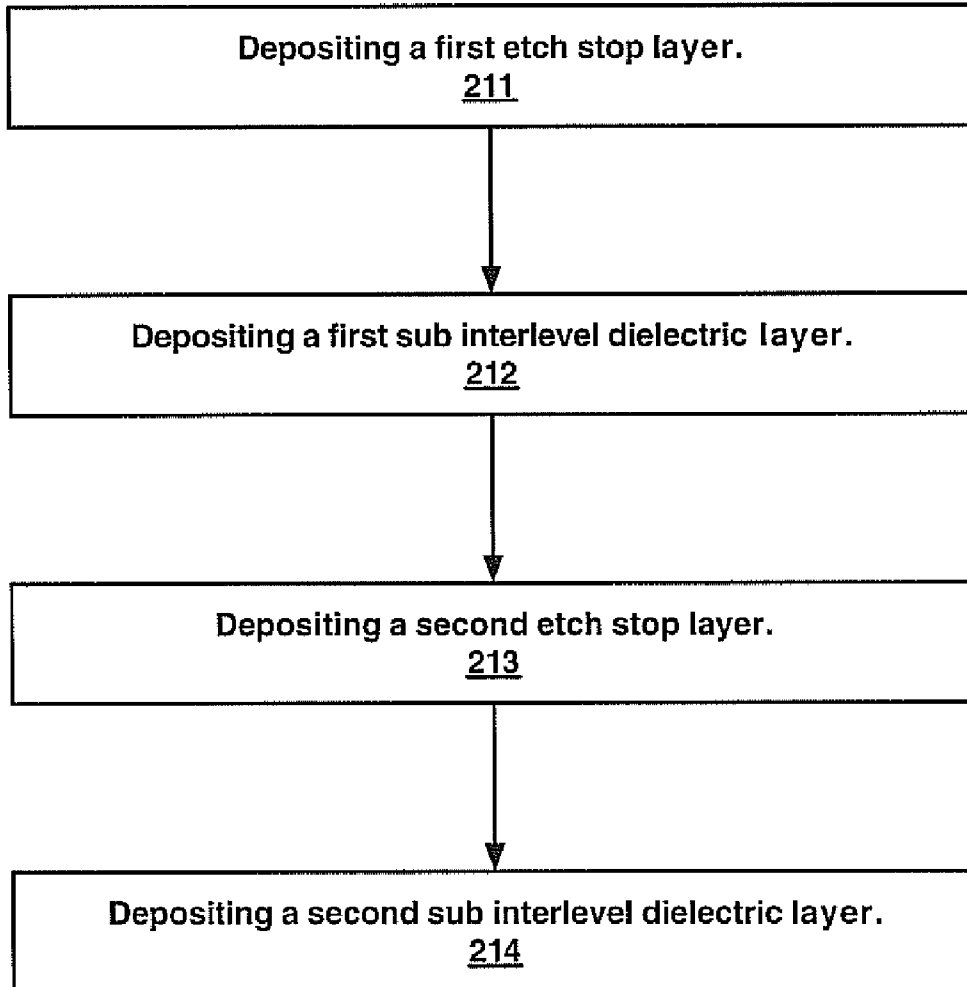 Depositing a first etch stop layer.
211
Depositing a first sub interlevel dielectric layer.
212
Depositing a second etch stop layer.
213
Depositing a second sub interlevel dielectric layer.
214